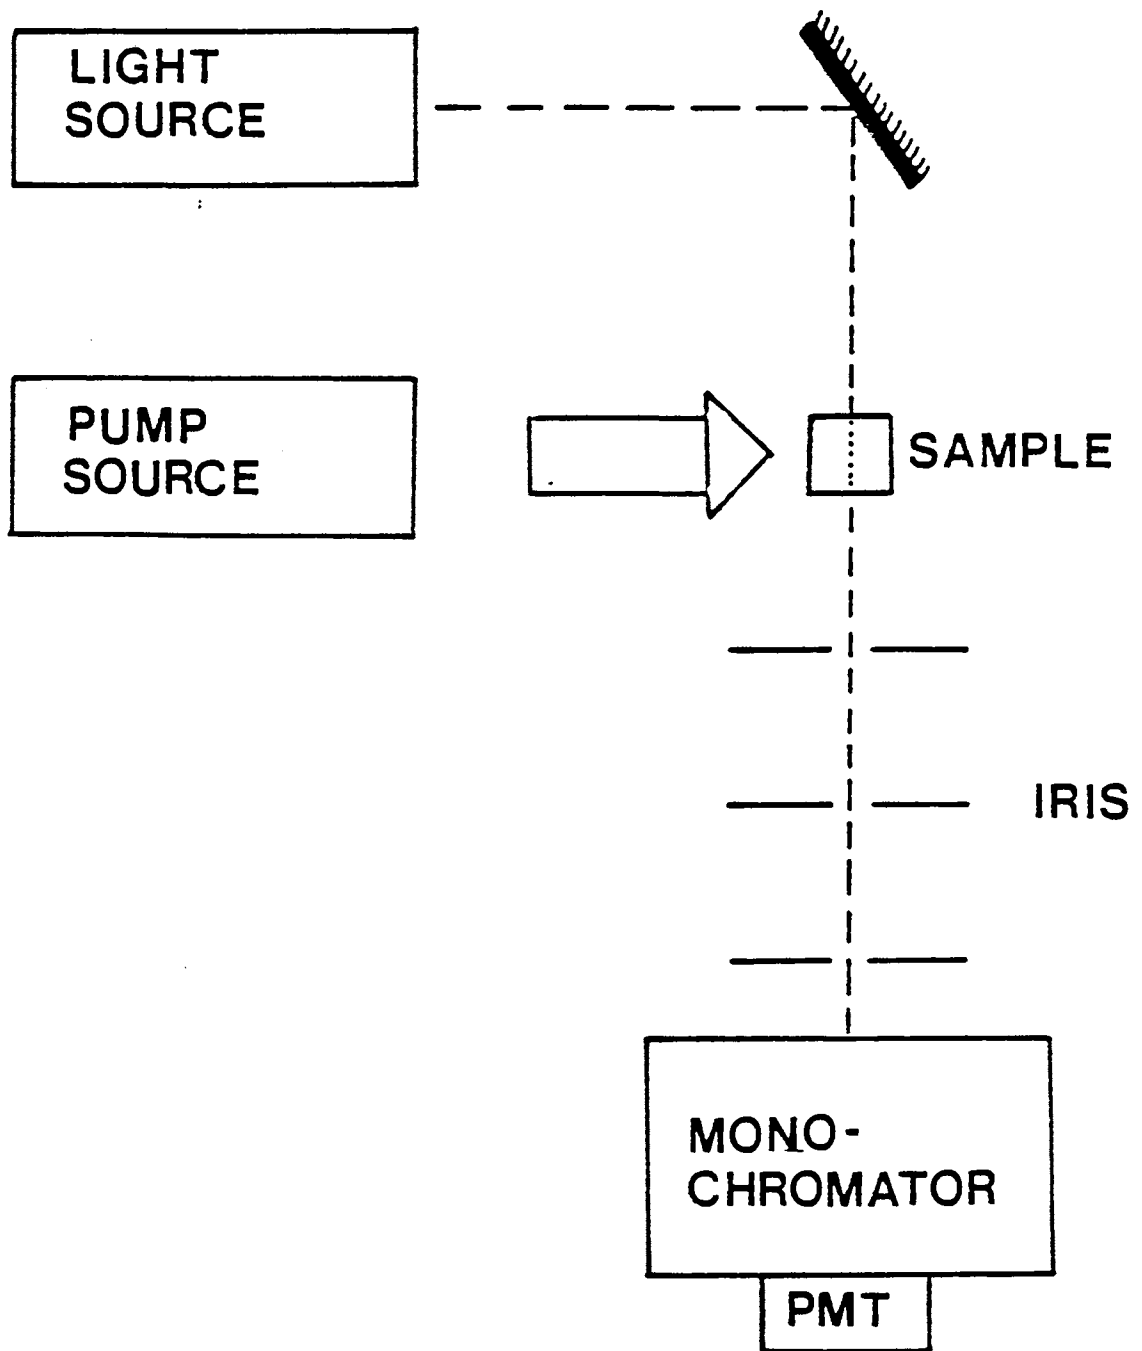 LIGHT
SOURCE
PUMP
SOURCE
SAMPLE
IRIS
MONO-
CHROMATOR
PMT